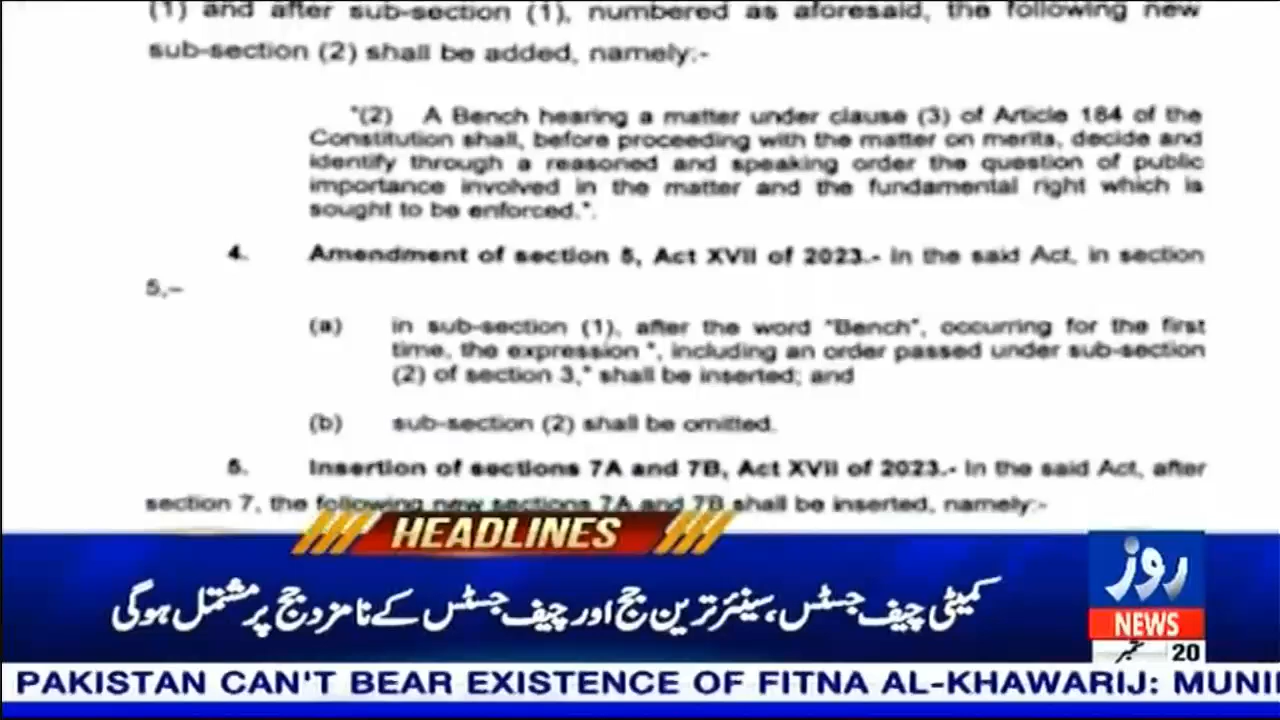 (1) and after sub-section (1), numbered as aforesaid, the following new
sub-section (2) shall be added, namely:-
"(2) A Bench hearing a matter under clause (3) of Article 184 of the
Constitution shall, before proceeding with the matter on merits, decide and
identify through a reasoned and speaking order the question of public
importance involved in the matter and the fundamental right which is
sought to be enforced.".
4. Amendment of section 5, Act XVII of 2023.- In the said Act, in section
5,–
(a) in sub-section (1), after the word "Bench", occurring for the first
time, the expression ", including an order passed under sub-section
(2) of section 3," shall be inserted; and
(b) sub-section (2) shall be omitted.
5. Insertion of sections 7A and 7B, Act XVII of 2023.- In the said Act, after
section 7, the following new sections 7A and 7B shall be inserted, namely:-
HEADLINES
کمیٹی چیف جسٹس، سینئر ترین جج اور چیف جسٹس کے نامزد جج پر مشتمل ہوگی
روز
NEWS
20 ستمبر
PAKISTAN CAN'T BEAR EXISTENCE OF FITNA AL-KHAWARIJ: MUNI